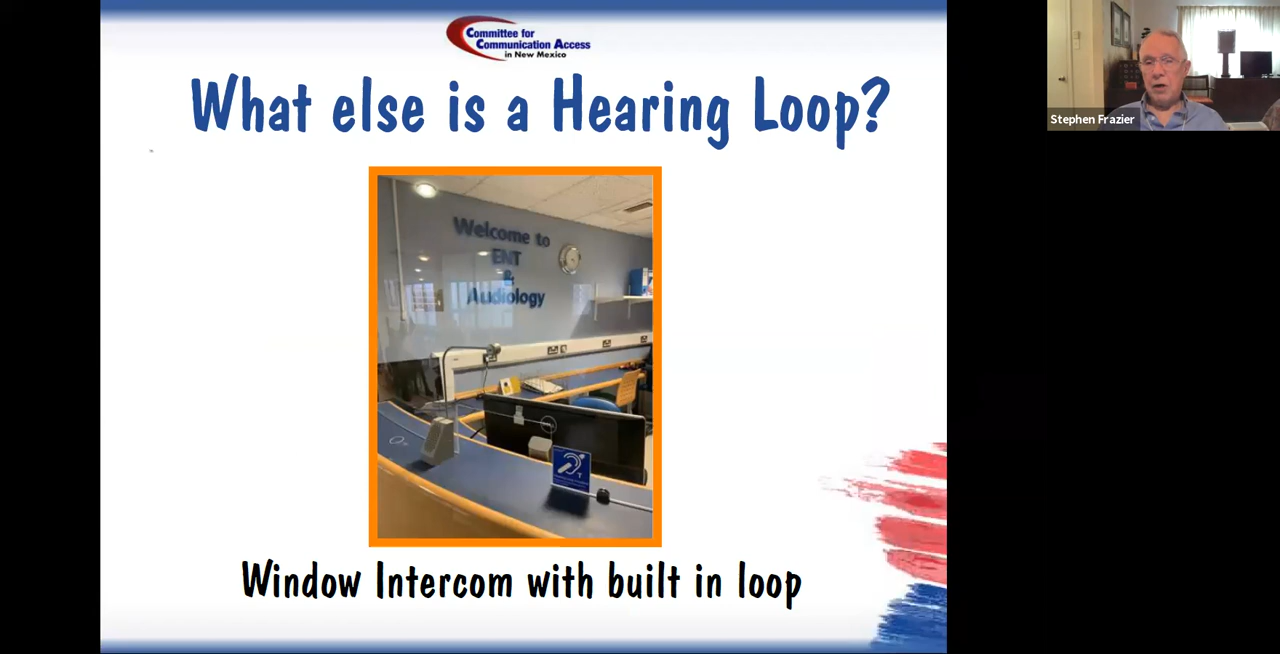 Committee for
Communication Access
in New Mexico
What else is a Hearing Loop?
Stephen Frazier
Welcome to
ENT
&
Audiology
T
Window Intercom with built in loop